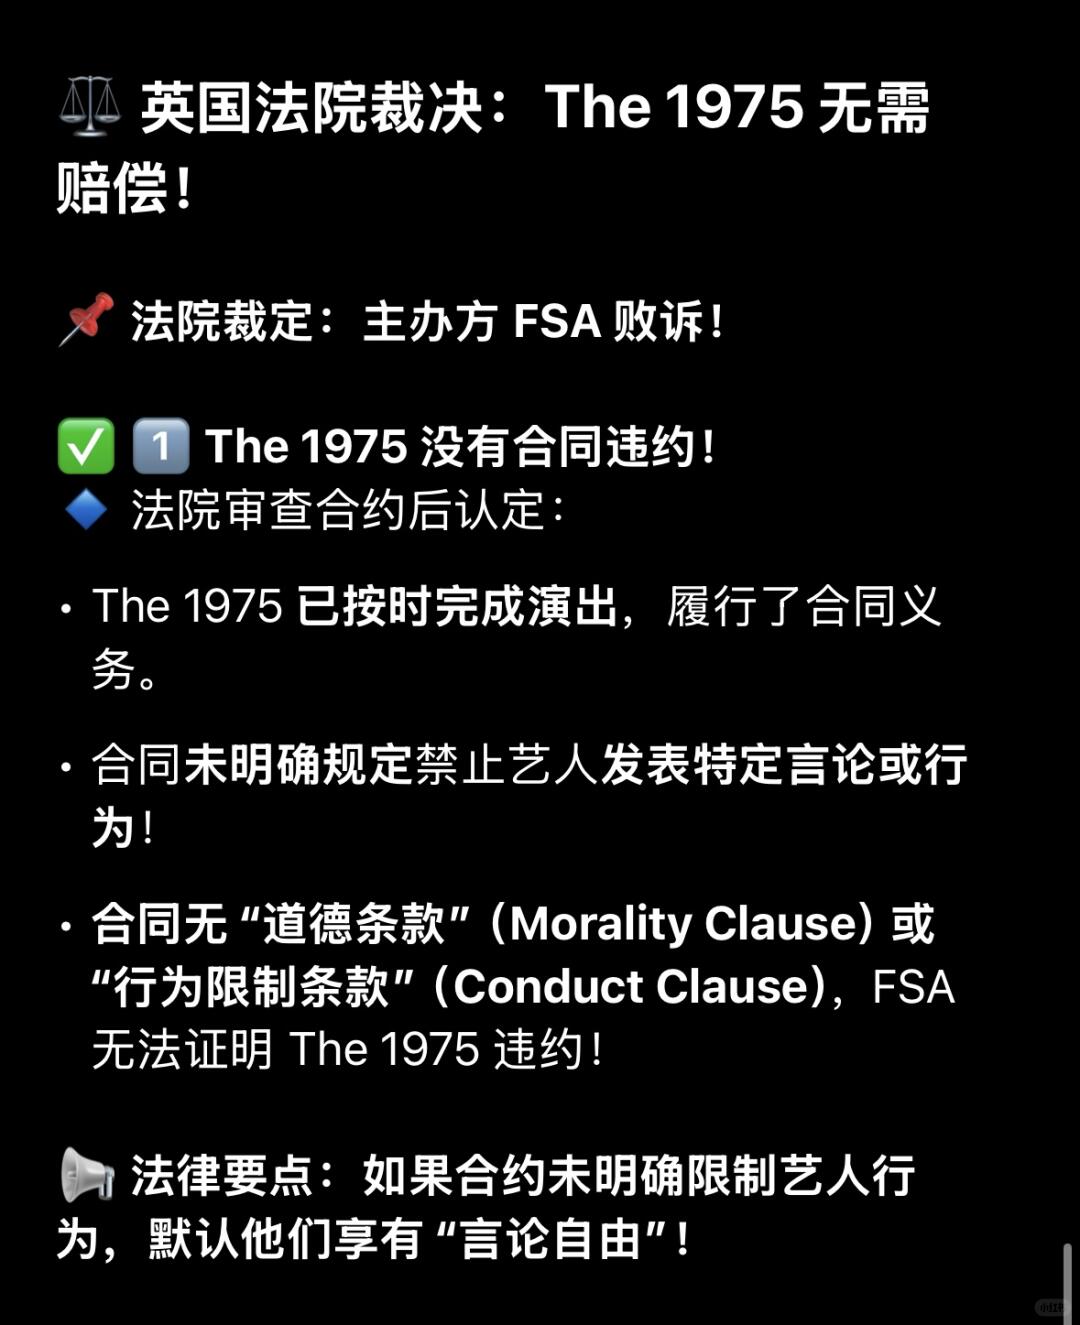 ⚖️ 英国法院裁决：The 1975 无需
赔偿！
📌 法院裁定：主办方 FSA 败诉！
✅ 1️⃣ The 1975 没有合同违约！
🔹 法院审查合约后认定：
• The 1975 已按时完成演出，履行了合同义
务。
• 合同未明确规定禁止艺人发表特定言论或行
为！
• 合同无 “道德条款”（Morality Clause）或
“行为限制条款”（Conduct Clause），FSA
无法证明 The 1975 违约！
📢 法律要点：如果合约未明确限制艺人行
为，默认他们享有 “言论自由”！
小红书